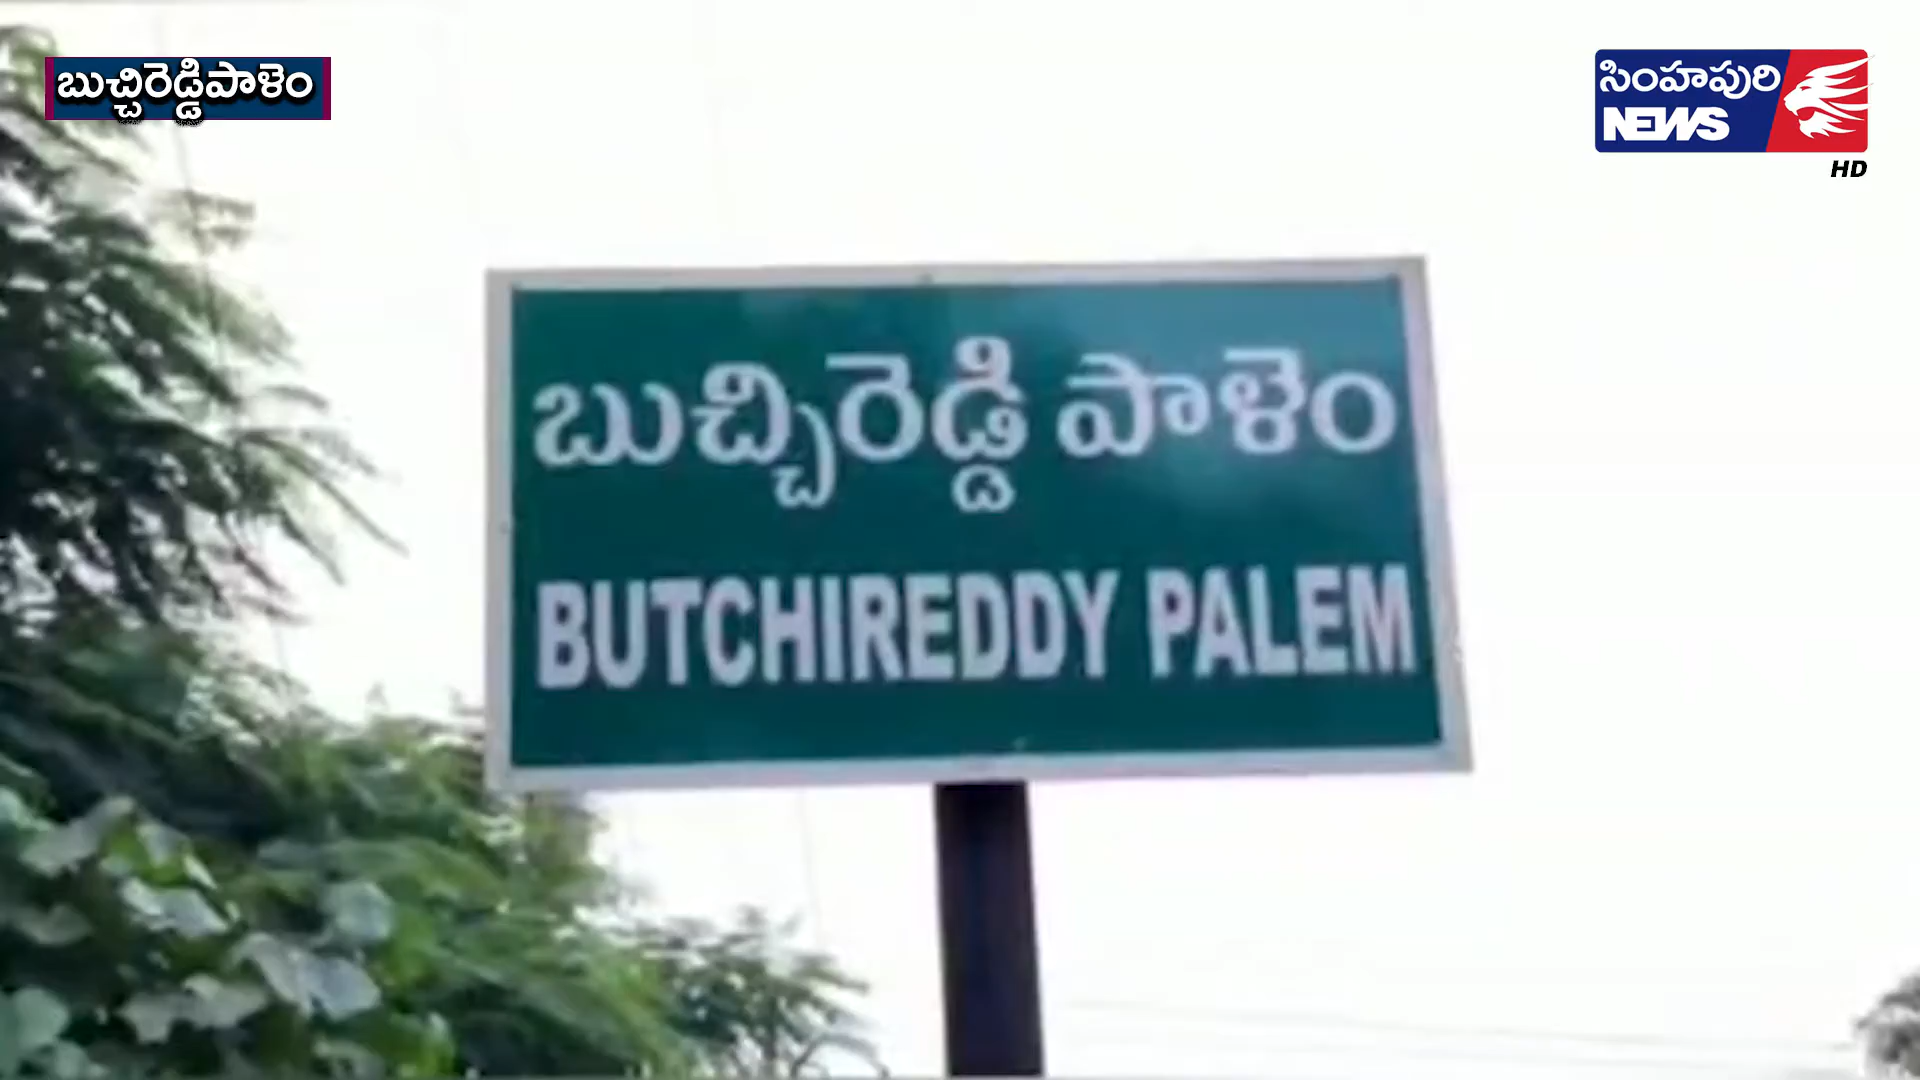 బుచ్చిరెడ్డిపాళెం
సింహపురి
NEWS
HD
బుచ్చిరెడ్డి పాళెం
BUTCHIREDDY PALEM